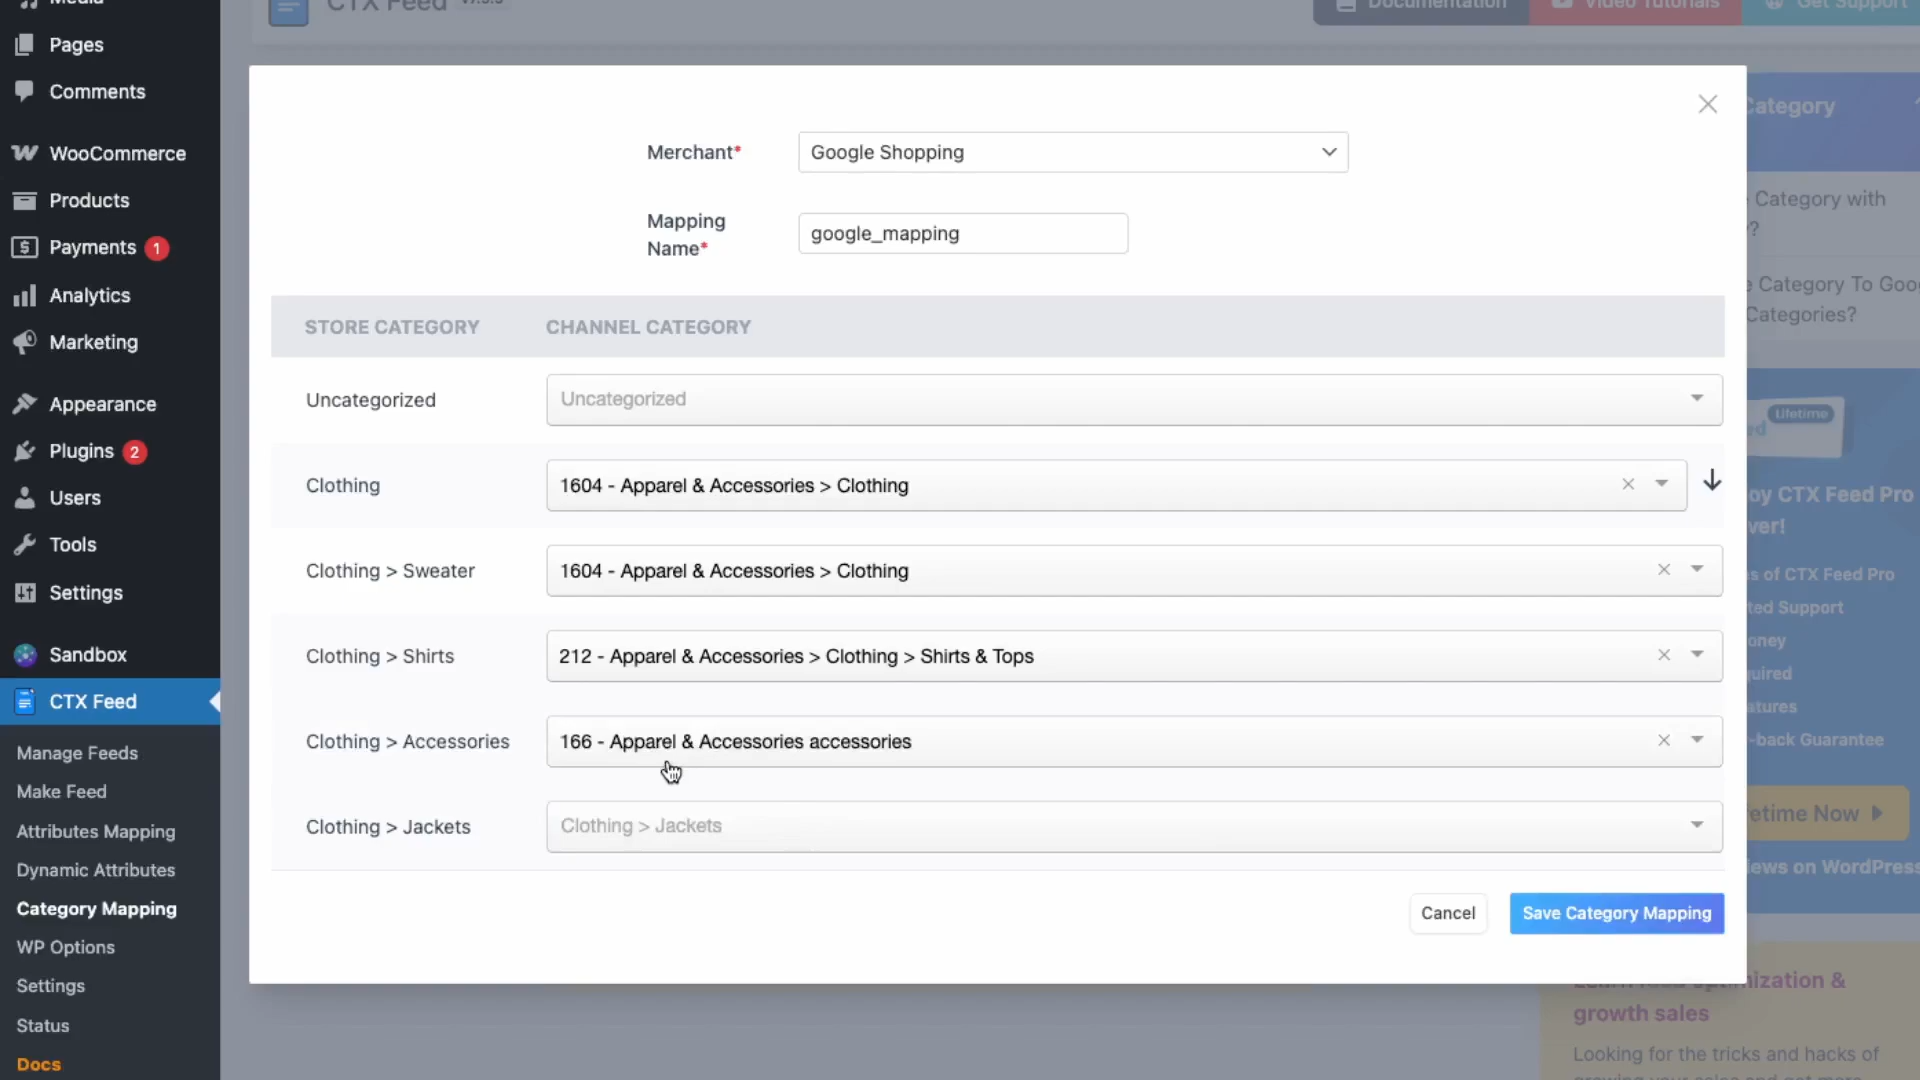 Media
Pages
Comments
WooCommerce
Products
Payments 1
Analytics
Marketing
Appearance
Plugins 2
Users
Tools
Settings
Sandbox
CTX Feed
Manage Feeds
Make Feed
Attributes Mapping
Dynamic Attributes
Category Mapping
WP Options
Settings
Status
Docs
CTX Feed
Documentation
Video Tutorials
Get Support
Merchant*
Google Shopping
Mapping
Name*
google_mapping
STORE CATEGORY
CHANNEL CATEGORY
Uncategorized
Uncategorized
Clothing
1604 - Apparel & Accessories > Clothing
Clothing > Sweater
1604 - Apparel & Accessories > Clothing
Clothing > Shirts
212 - Apparel & Accessories > Clothing > Shirts & Tops
Clothing > Accessories
166 - Apparel & Accessories accessories
Clothing > Jackets
Clothing > Jackets
Cancel
Save Category Mapping
Category
Category with
?
Category To Goo
Categories?
Lifetime
ed
oy CTX Feed Pro
ver!
s of CTX Feed Pro
ted Support
oney
uired
atures
-back Guarantee
etime Now
iews on WordPress
mization &
growth sales
Looking for the tricks and hacks of